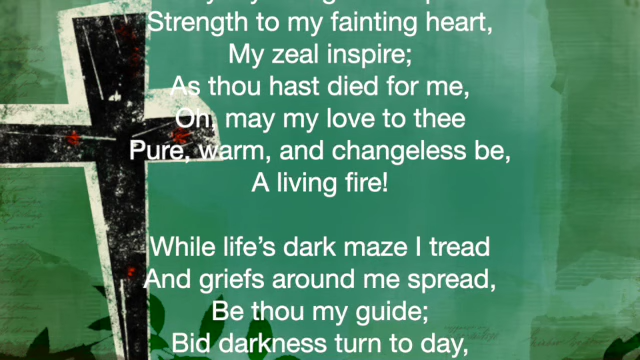 Strength to my fainting heart,
My zeal inspire;
As thou hast died for me,
Oh, may my love to thee
Pure, warm, and changeless be,
A living fire!
While life’s dark maze I tread
And griefs around me spread,
Be thou my guide;
Bid darkness turn to day,